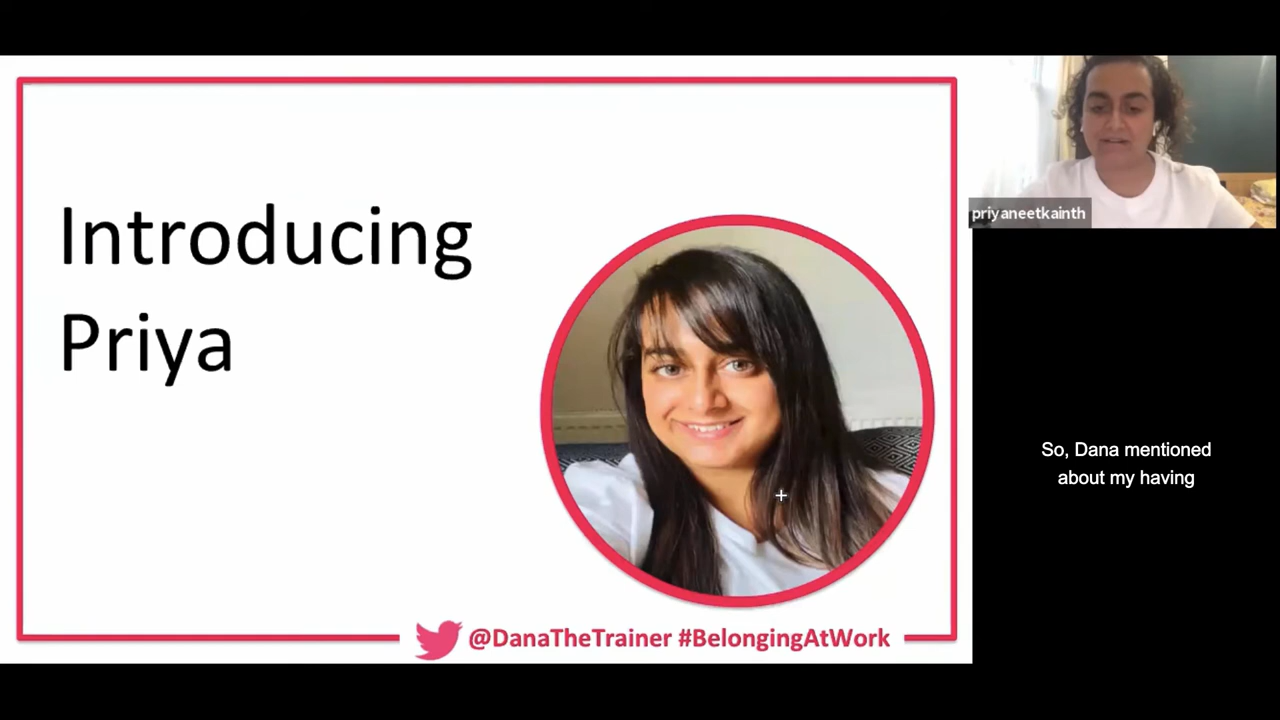 Introducing
Priya
@DanaTheTrainer #BelongingAtWork
priyaneetkainth
So, Dana mentioned
about my having